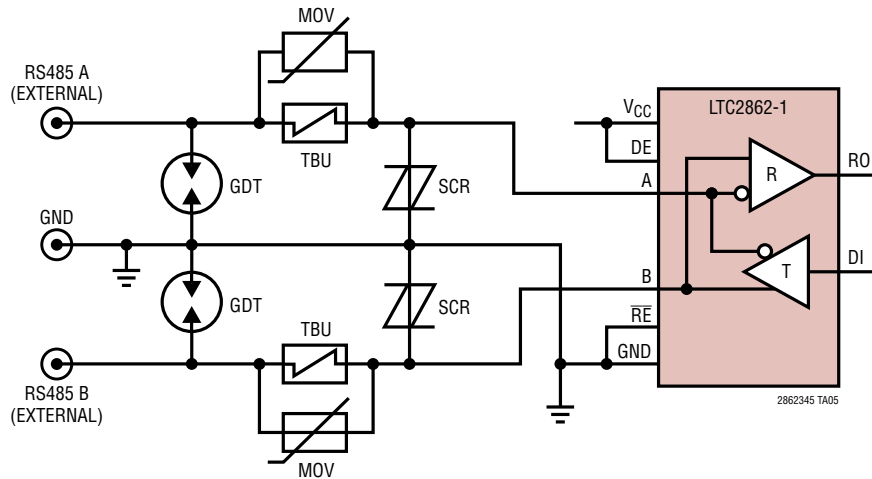 MOV
RS485 A
(EXTERNAL)
TBU
GDT
SCR
GND
GDT
SCR
TBU
RS485 B
(EXTERNAL)
MOV
VCC
LTC2862-1
DE
R
RO
A
T
DI
B
RE
GND
2862345 TA05